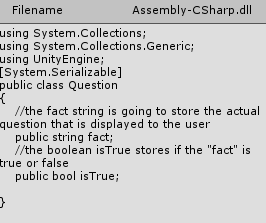 Filename Assembly-CSharp.dll
using System.Collections;
using System.Collections.Generic;
using UnityEngine;
[System.Serializable]
public class Question
{
//the fact string is going to store the actual
question that is displayed to the user
public string fact;
//the boolean isTrue stores if the "fact" is
true or false
public bool isTrue;
}